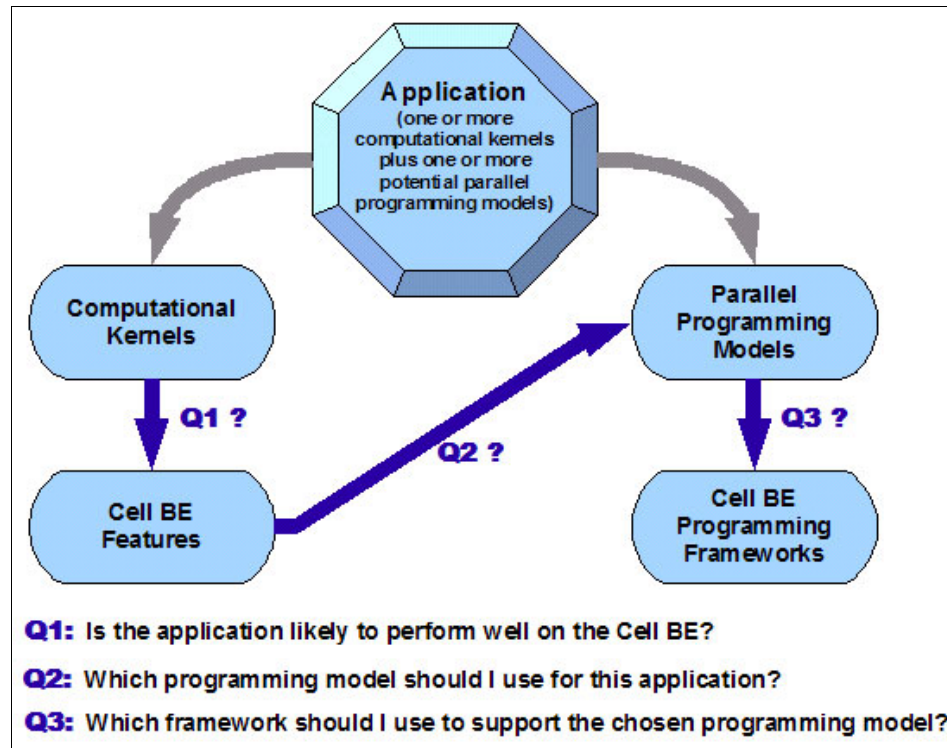 Application
(one or more
computational kernels
plus one or more
potential parallel
programming models)
Computational
Kernels
Parallel
Programming
Models
Q1 ?
Q2 ?
Q3 ?
Cell BE
Features
Cell BE
Programming
Frameworks
Q1: Is the application likely to perform well on the Cell BE?
Q2: Which programming model should I use for this application?
Q3: Which framework should I use to support the chosen programming model?